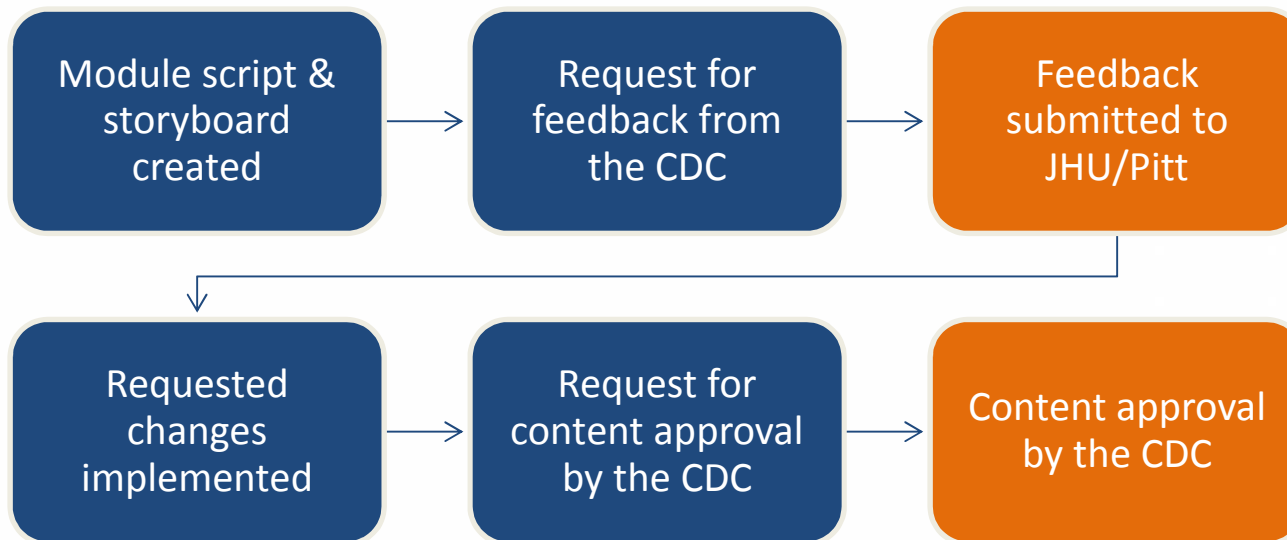 Module script &
storyboard
created
Request for
feedback from
the CDC
Feedback
submitted to
JHU/Pitt
Requested
changes
implemented
Request for
content approval
by the CDC
Content approval
by the CDC